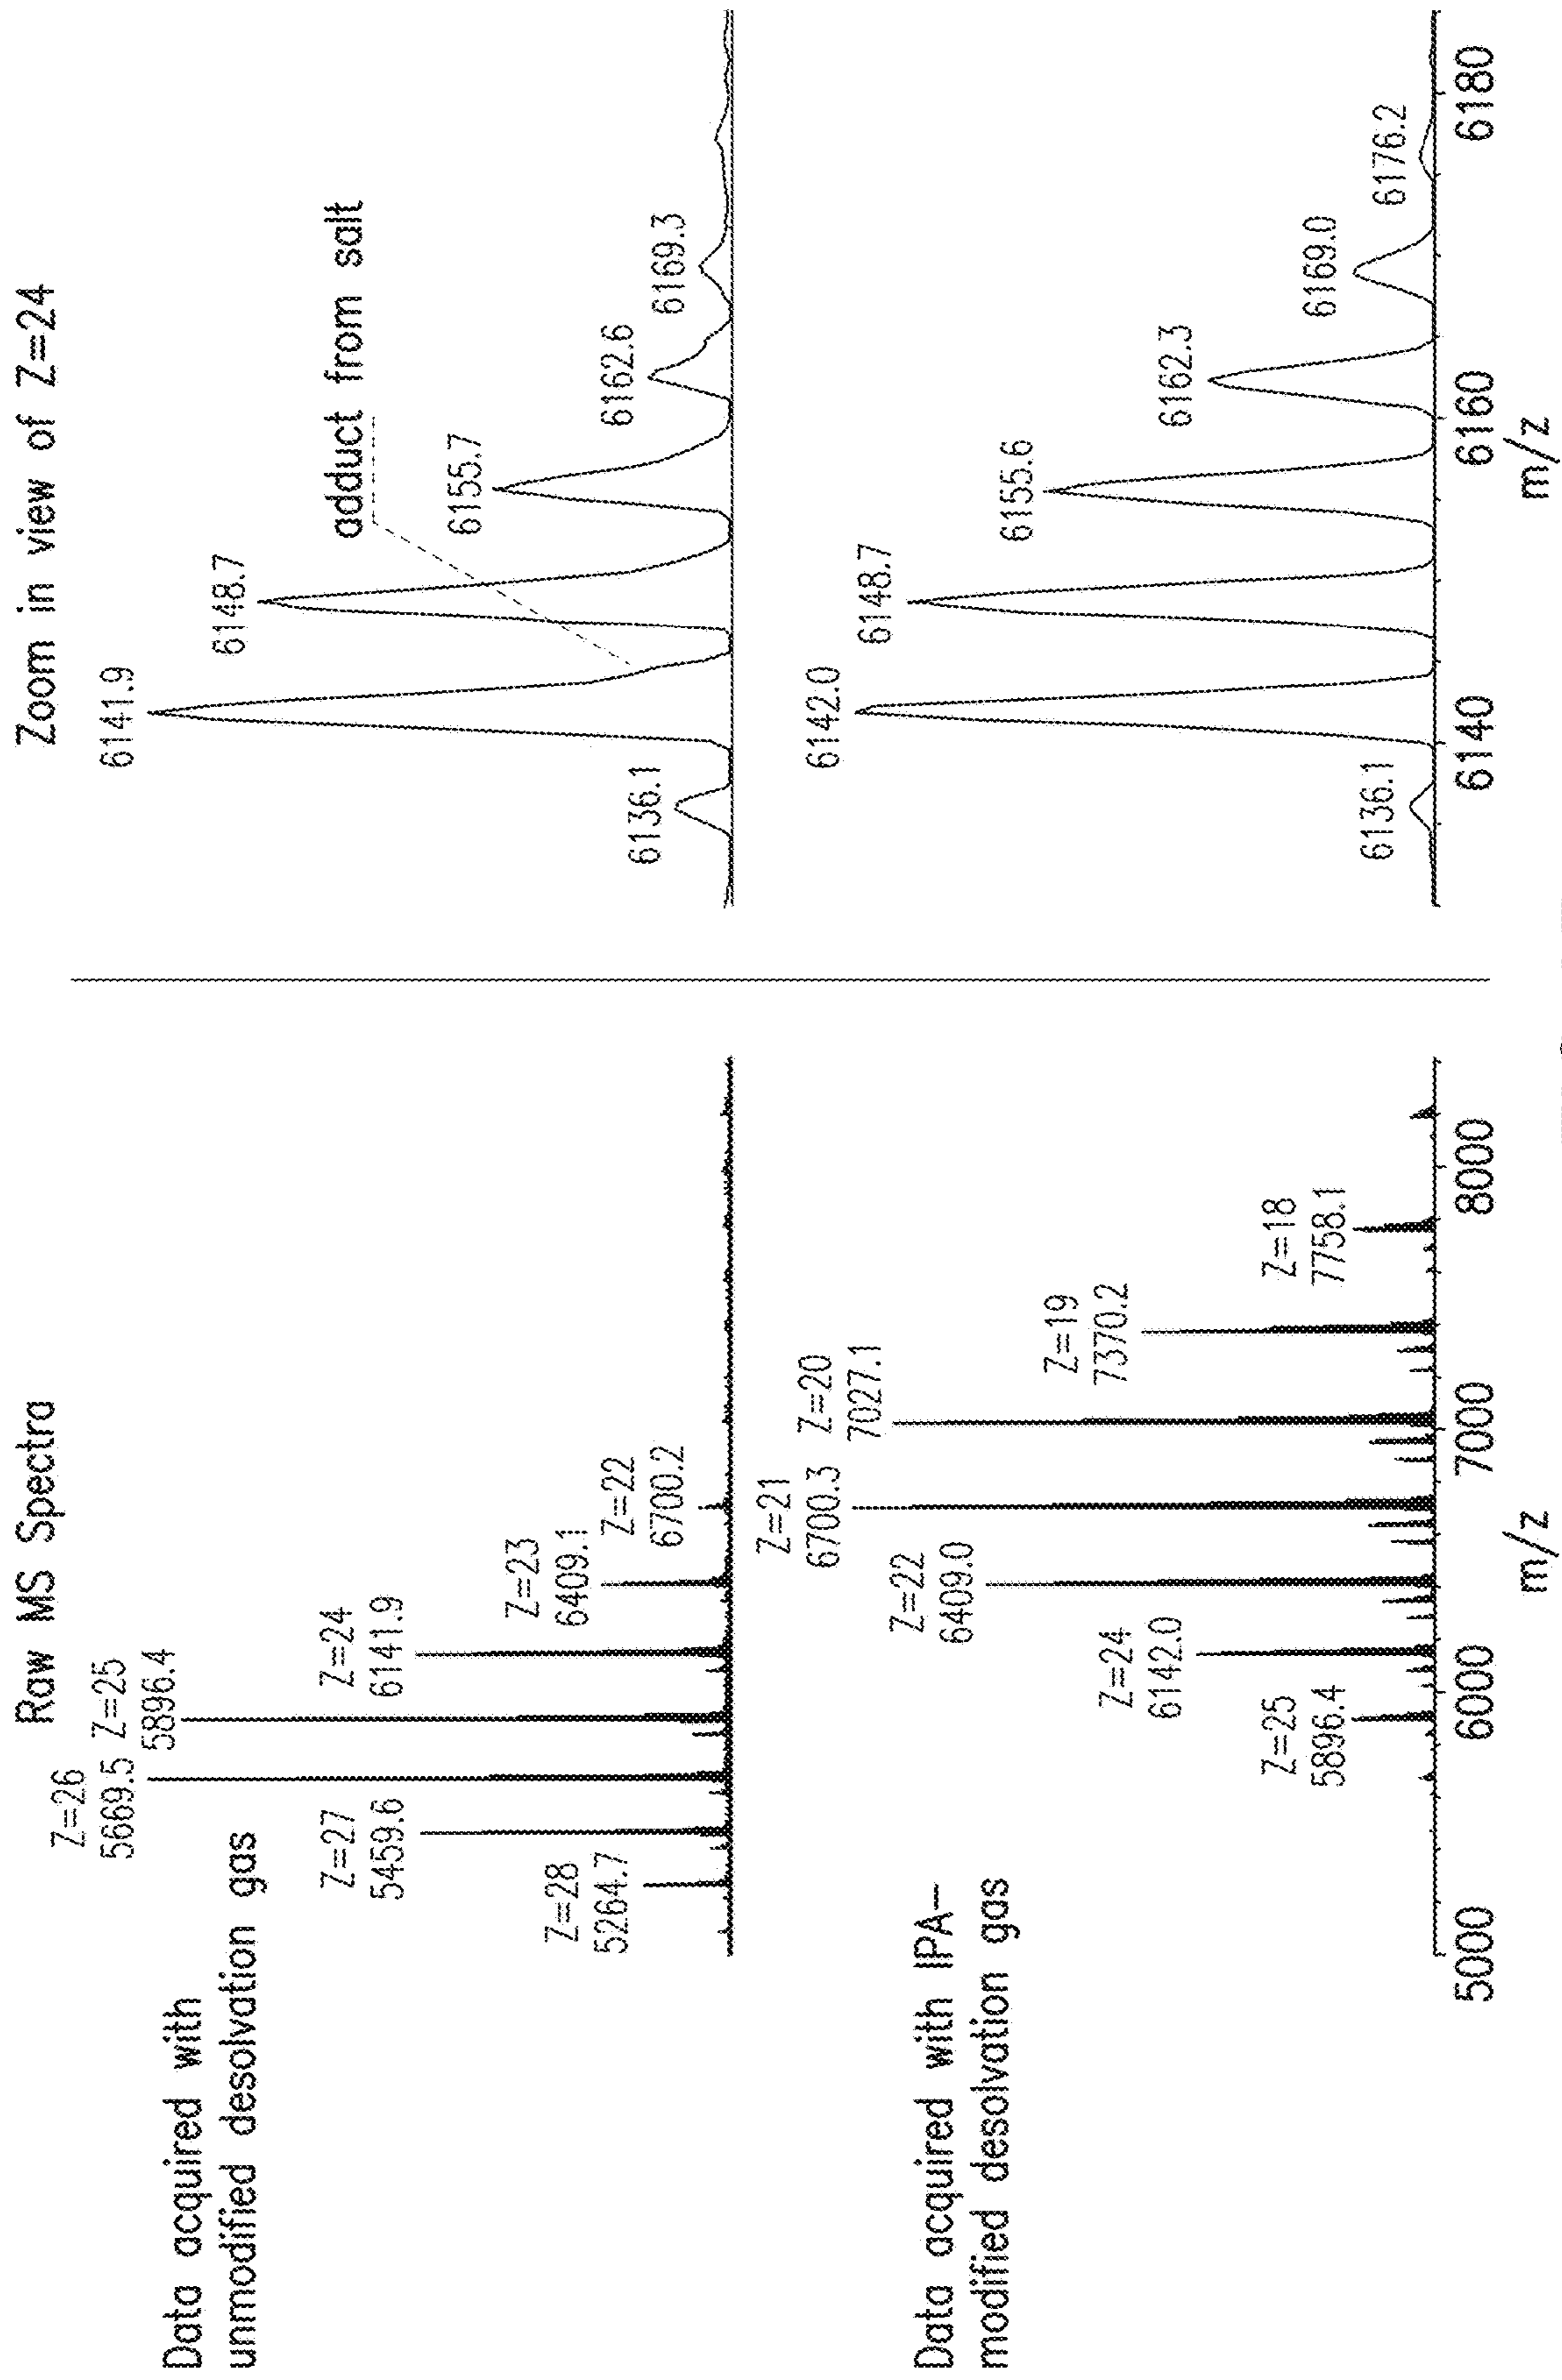 Raw MS Spectra
Zoom in view of Z=24
Data acquired with
unmodified desolvation gas
Z=28
5264.7
Z=27
5459.6
Z=26
5669.5
Z=25
5896.4
Z=24
6141.9
Z=23
6409.1
Z=22
6700.2
6136.1
6141.9
6148.7
adduct from salt
6155.7
6162.6
6169.3
Data acquired with IPA–
modified desolvation gas
Z=25
5896.4
Z=24
6142.0
Z=22
6409.0
Z=21
6700.3
Z=20
7027.1
Z=19
7370.2
Z=18
7758.1
5000
6000
7000
8000
m/z
6136.1
6142.0
6148.7
6155.6
6162.3
6169.0
6176.2
6140
6160
6180
m/z